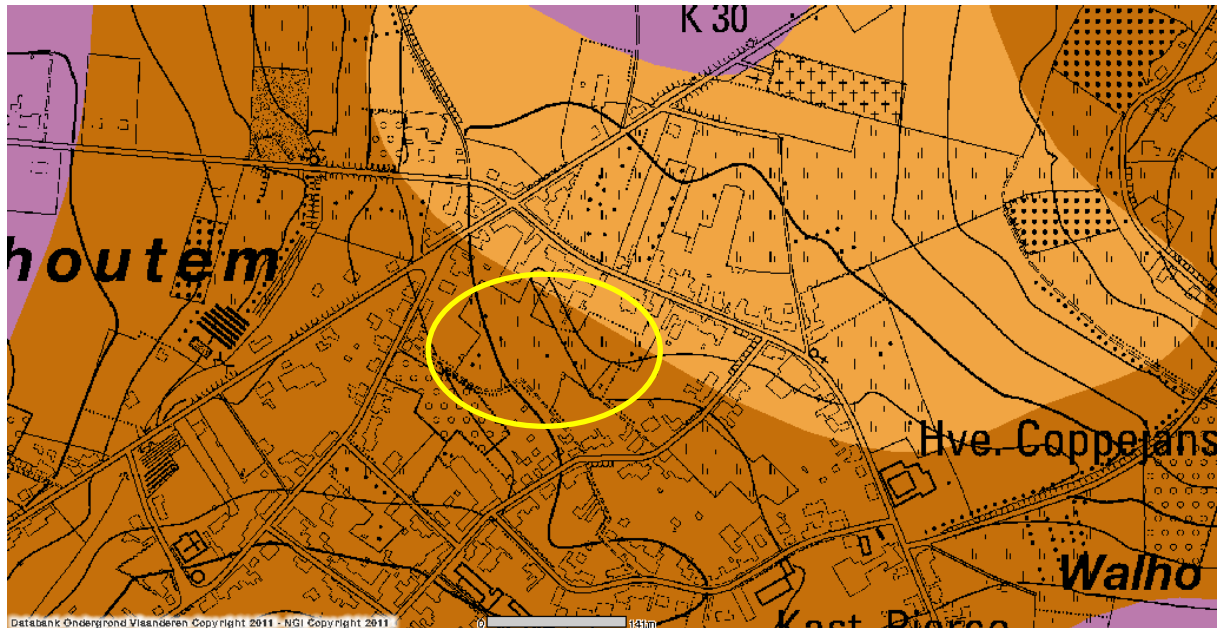 K 30
houtem
Hve. Coppejans
Walho
Kast. Pierce
Databank Ondergrond Vlaanderen Copyright 2011 - NGI Copyright 2011
0 141m